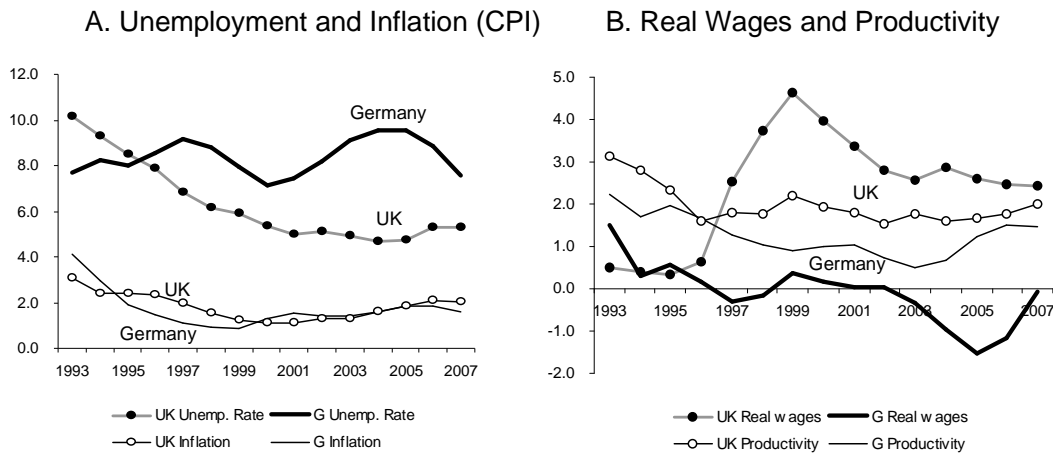 A. Unemployment and Inflation (CPI)
B. Real Wages and Productivity
12.0
10.0
8.0
6.0
4.0
2.0
0.0
Germany
UK
UK
Germany
1993 1995 1997 1999 2001 2003 2005 2007
UK Unemp. Rate G Unemp. Rate
UK Inflation G Inflation
5.0
4.0
3.0
2.0
1.0
0.0
-1.0
-2.0
UK
Germany
1993 1995 1997 1999 2001 2003 2005 2007
UK Real wages G Real wages
UK Productivity G Productivity